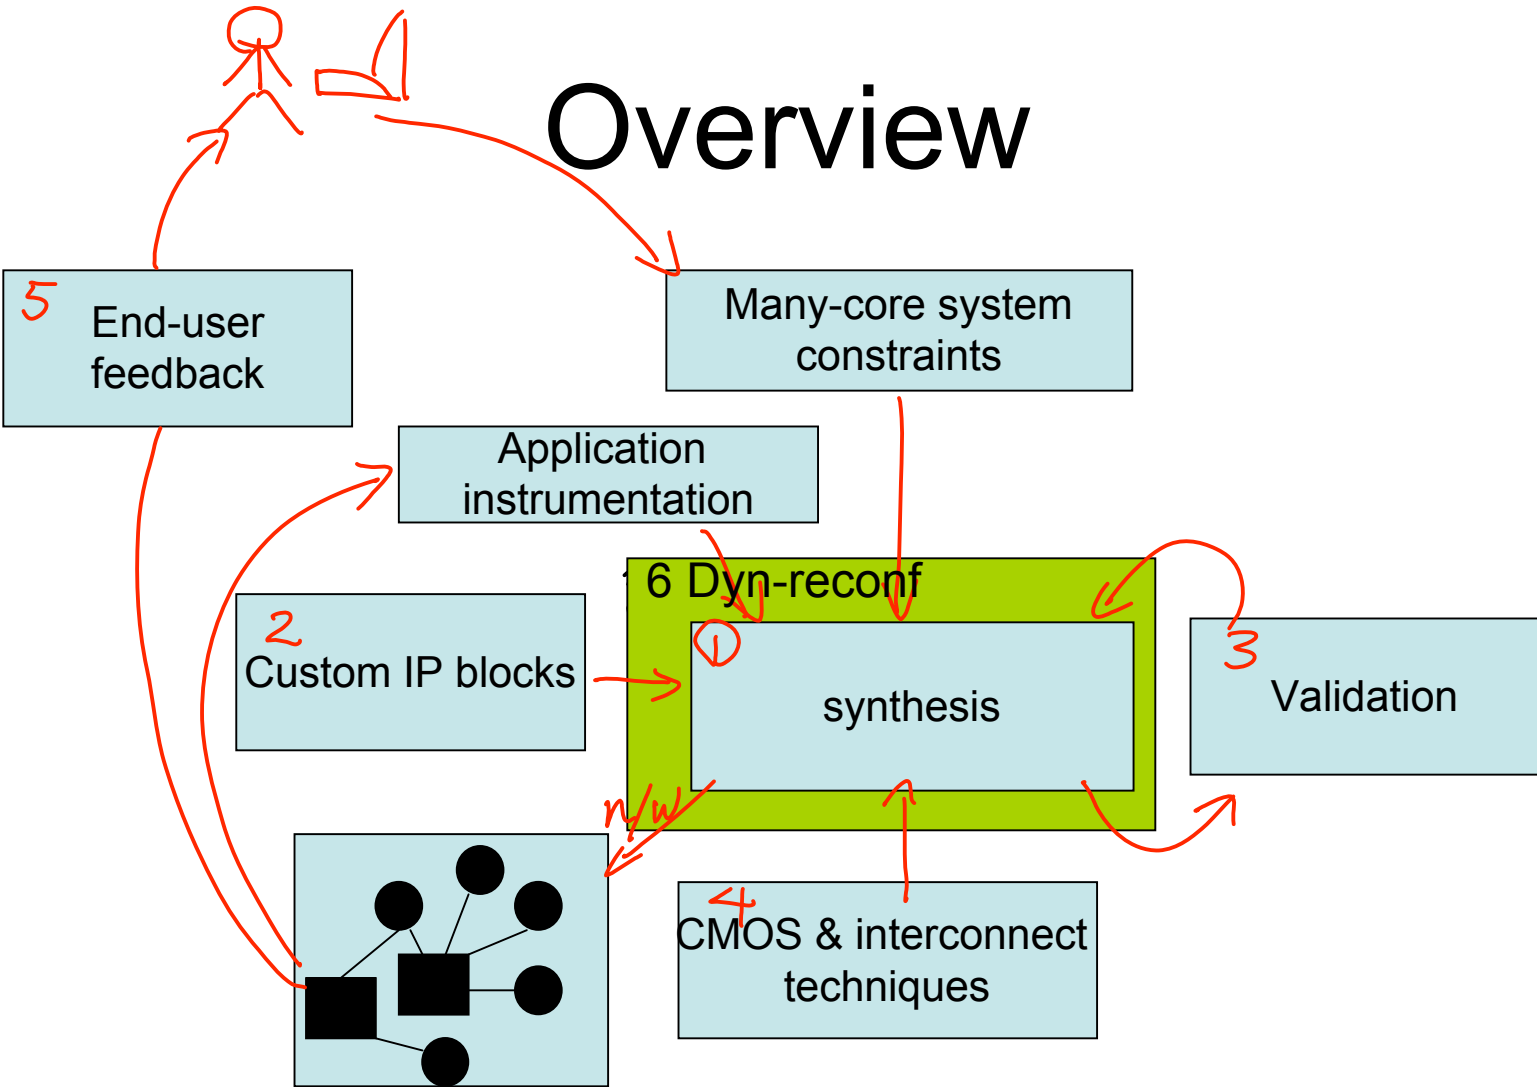 Overview
5
End-user
feedback
Many-core system
constraints
Application
instrumentation
6 Dyn-reconf
2
Custom IP blocks
1
synthesis
3
Validation
n/w
4
CMOS & interconnect
techniques